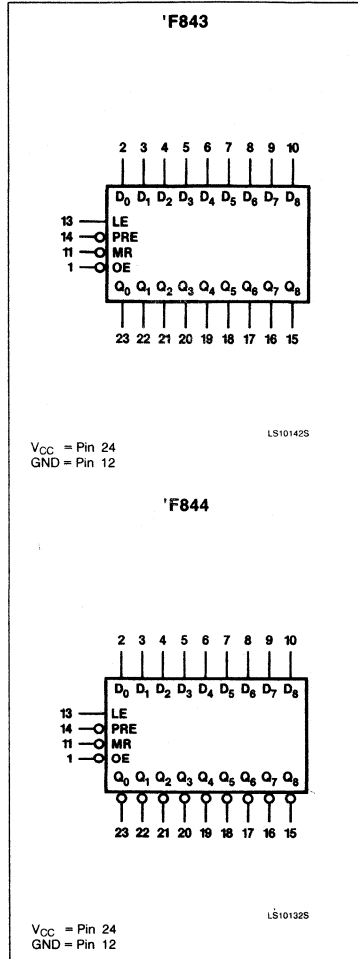 'F843
2 3 4 5 6 7 8 9 10
D0 D1 D2 D3 D4 D5 D6 D7 D8
13 LE
14 PRE
11 MR
1 OE
Q0 Q1 Q2 Q3 Q4 Q5 Q6 Q7 Q8
23 22 21 20 19 18 17 16 15
LS10142S
VCC = Pin 24
GND = Pin 12
'F844
2 3 4 5 6 7 8 9 10
D0 D1 D2 D3 D4 D5 D6 D7 D8
13 LE
14 PRE
11 MR
1 OE
Q0 Q1 Q2 Q3 Q4 Q5 Q6 Q7 Q8
23 22 21 20 19 18 17 16 15
LS10132S
VCC = Pin 24
GND = Pin 12